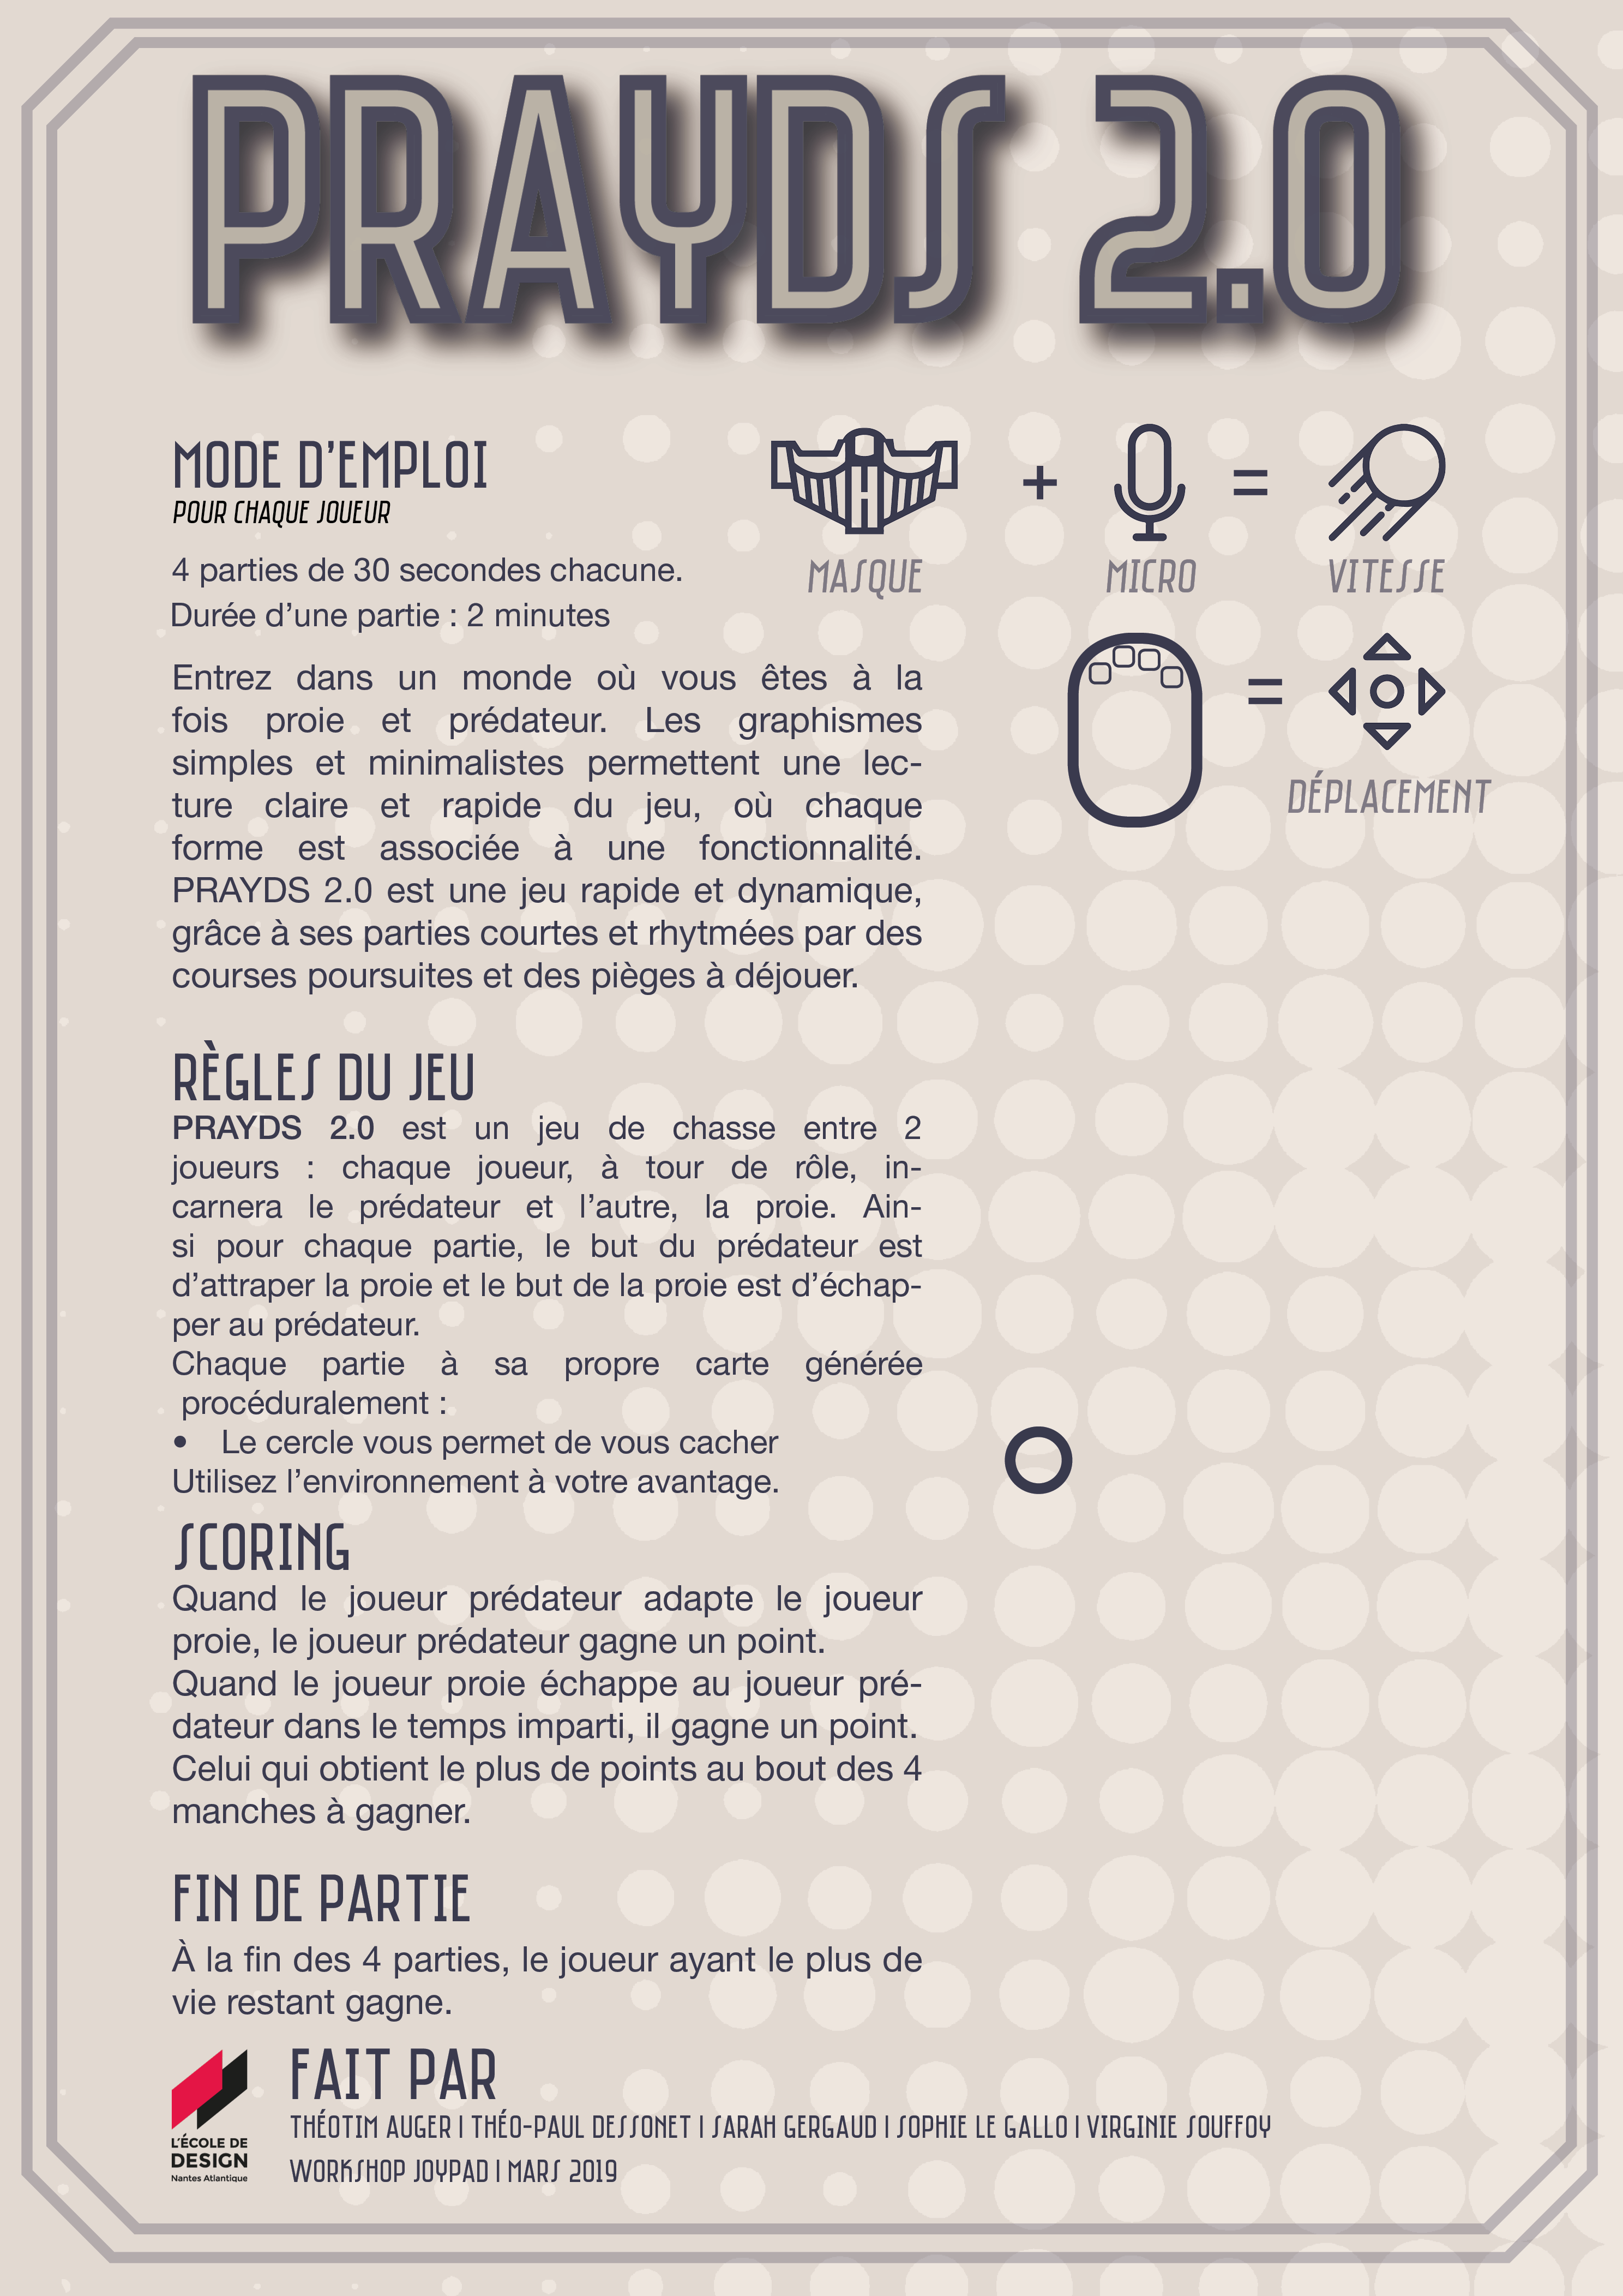 PRAYDS 2.0
MODE D'EMPLOI
POUR CHAQUE JOUEUR
4 parties de 30 secondes chacune.
Durée d'une partie : 2 minutes
Entrez dans un monde où vous êtes à la
fois proie et prédateur. Les graphismes
simples et minimalistes permettent une lec-
ture claire et rapide du jeu, où chaque
forme est associée à une fonctionnalité.
PRAYDS 2.0 est une jeu rapide et dynamique,
grâce à ses parties courtes et rhytmées par des
courses poursuites et des pièges à déjouer.
+
=
MASQUE
MICRO
VITESSE
=
DÉPLACEMENT
RÈGLES DU JEU
PRAYDS 2.0 est un jeu de chasse entre 2
joueurs : chaque joueur, à tour de rôle, in-
carnera le prédateur et l'autre, la proie. Ain-
si pour chaque partie, le but du prédateur est
d'attraper la proie et le but de la proie est d'échap-
per au prédateur.
Chaque partie à sa propre carte générée
procéduralement :
• Le cercle vous permet de vous cacher
Utilisez l'environnement à votre avantage.
SCORING
Quand le joueur prédateur adapte le joueur
proie, le joueur prédateur gagne un point.
Quand le joueur proie échappe au joueur pré-
dateur dans le temps imparti, il gagne un point.
Celui qui obtient le plus de points au bout des 4
manches à gagner.
FIN DE PARTIE
À la fin des 4 parties, le joueur ayant le plus de
vie restant gagne.
L'ÉCOLE DE
DESIGN
Nantes Atlantique
FAIT PAR
THÉOTIM AUGER | THÉO-PAUL DESSONET | SARAH GERGAUD | SOPHIE LE GALLO | VIRGINIE SOUFFOY
WORKSHOP JOYPAD | MARS 2019